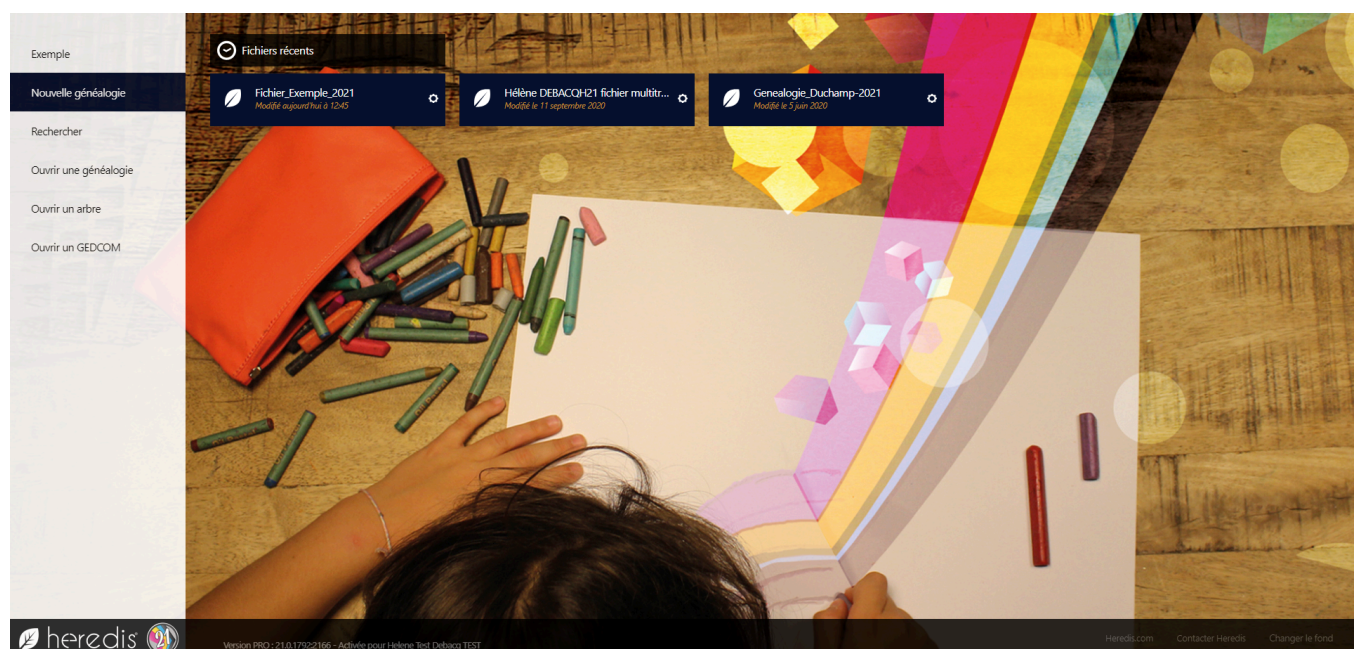 Exemple
Nouvelle généalogie
Rechercher
Ouvrir une généalogie
Ouvrir un arbre
Ouvrir un GEDCOM
Fichiers récents
Fichier_Exemple_2021
Modifié aujourd'hui à 12:45
Hélène DEBACQH21 fichier multitr...
Modifié le 11 septembre 2020
Genealogie_Duchamp-2021
Modifié le 5 juin 2020
heredis 21
Version PRO : 21.0.1792:2166 - Activée pour Helene Test Debacq TEST
Heredis.com
Contacter Heredis
Changer le fond